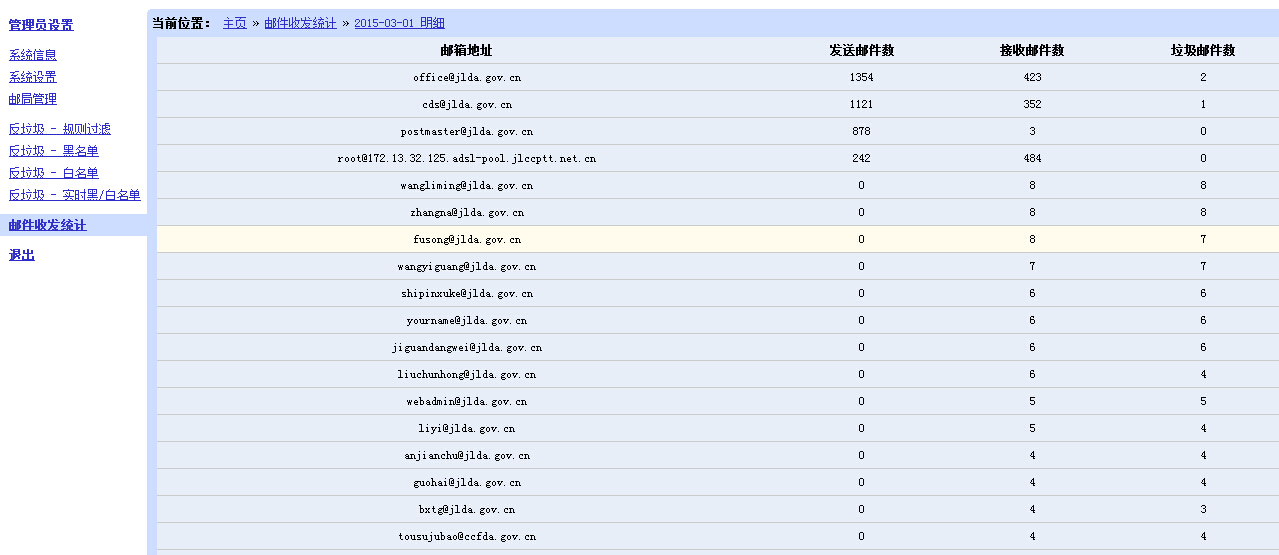 管理员设置
系统信息
系统设置
邮局管理
反垃圾 - 规则过滤
反垃圾 - 黑名单
反垃圾 - 白名单
反垃圾 - 实时黑/白名单
邮件收发统计
退出
当前位置： 主页 » 邮件收发统计 » 2015-03-01 明细
邮箱地址 发送邮件数 接收邮件数 垃圾邮件数
office@jlda.gov.cn 1354 423 2
cds@jlda.gov.cn 1121 352 1
postmaster@jlda.gov.cn 878 3 0
root@172.13.32.125.dsl-pool.jlccptt.net.cn 242 484 0
wangliming@jlda.gov.cn 0 8 8
zhangna@jlda.gov.cn 0 8 8
fusong@jlda.gov.cn 0 8 7
wangyiguang@jlda.gov.cn 0 7 7
shipinxuke@jlda.gov.cn 0 6 6
yourname@jlda.gov.cn 0 6 6
jiguandangwei@jlda.gov.cn 0 6 6
liuchunhong@jlda.gov.cn 0 6 4
webadmin@jlda.gov.cn 0 5 5
liyi@jlda.gov.cn 0 5 4
anjianchu@jlda.gov.cn 0 4 4
guohai@jlda.gov.cn 0 4 4
bxtg@jlda.gov.cn 0 4 3
tousujubao@ccfda.gov.cn 0 4 4